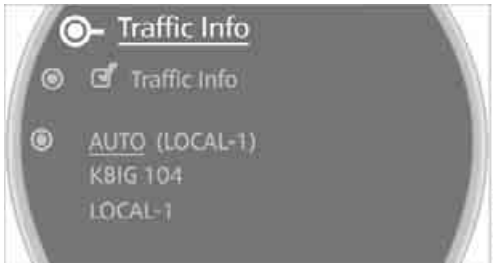 Traffic Info
Traffic Info
AUTO (LOCAL-1)
KBIG 104
LOCAL-1